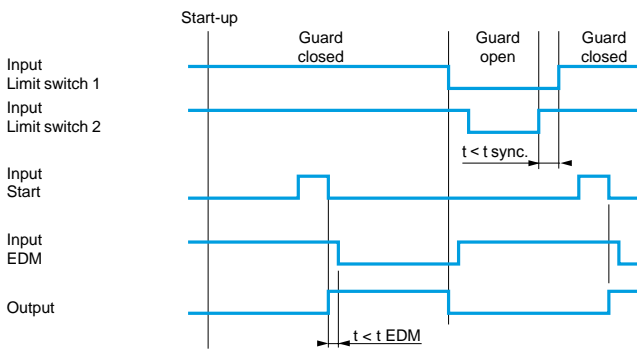 Start-up
Guard
closed
Guard
open
Guard
closed
Input
Limit switch 1
Input
Limit switch 2
t < t sync.
Input
Start
Input
EDM
Output
t < t EDM